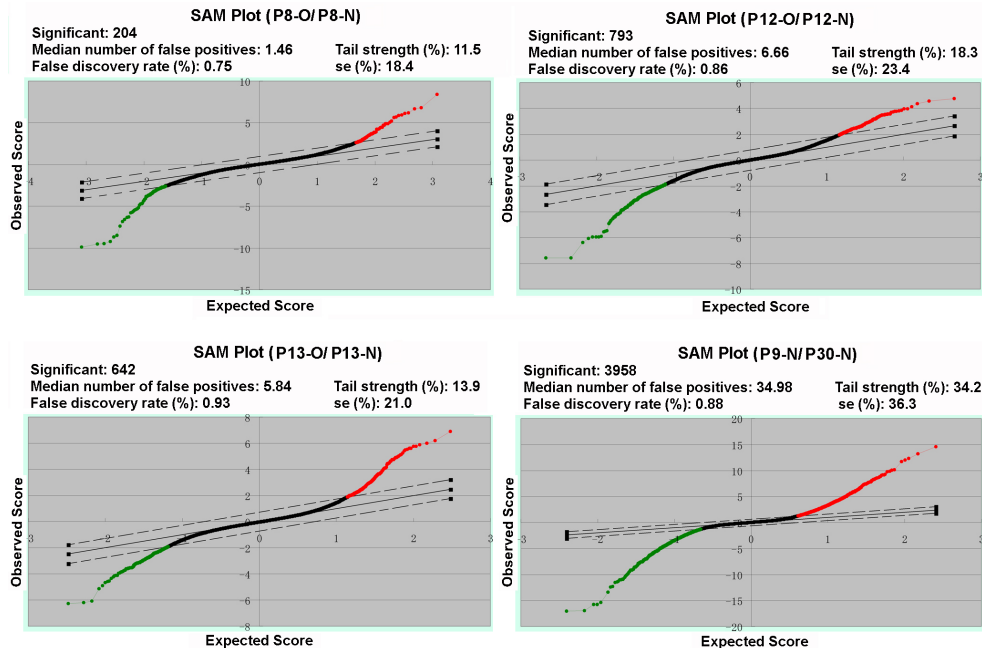 SAM Plot (P8-O/ P8-N)
Significant: 204
Median number of false positives: 1.46 Tail strength (%): 11.5
False discovery rate (%): 0.75 se (%): 18.4
10
5
4 -3 -2 -1 0 1 2 3 4
-5
-10
-15
Observed Score
Expected Score
SAM Plot (P12-O/ P12-N)
Significant: 793
Median number of false positives: 6.66 Tail strength (%): 18.3
False discovery rate (%): 0.86 se (%): 23.4
6
4
2
3 -2 -1 0 1 2 3
-2
-4
-6
-8
-10
Observed Score
Expected Score
SAM Plot (P13-O/ P13-N)
Significant: 642
Median number of false positives: 5.84 Tail strength (%): 13.9
False discovery rate (%): 0.93 se (%): 21.0
8
6
4
2
3 -2 -1 0 1 2 3
-2
-4
-6
-8
Observed Score
Expected Score
SAM Plot (P9-N/ P30-N)
Significant: 3958
Median number of false positives: 34.98 Tail strength (%): 34.2
False discovery rate (%): 0.88 se (%): 36.3
20
15
10
5
3 -2 -1 0 1 2 3
-5
-10
-15
-20
Observed Score
Expected Score